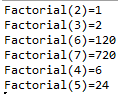 Factorial(2)=1
Factorial(3)=2
Factorial(6)=120
Factorial(7)=720
Factorial(4)=6
Factorial(5)=24